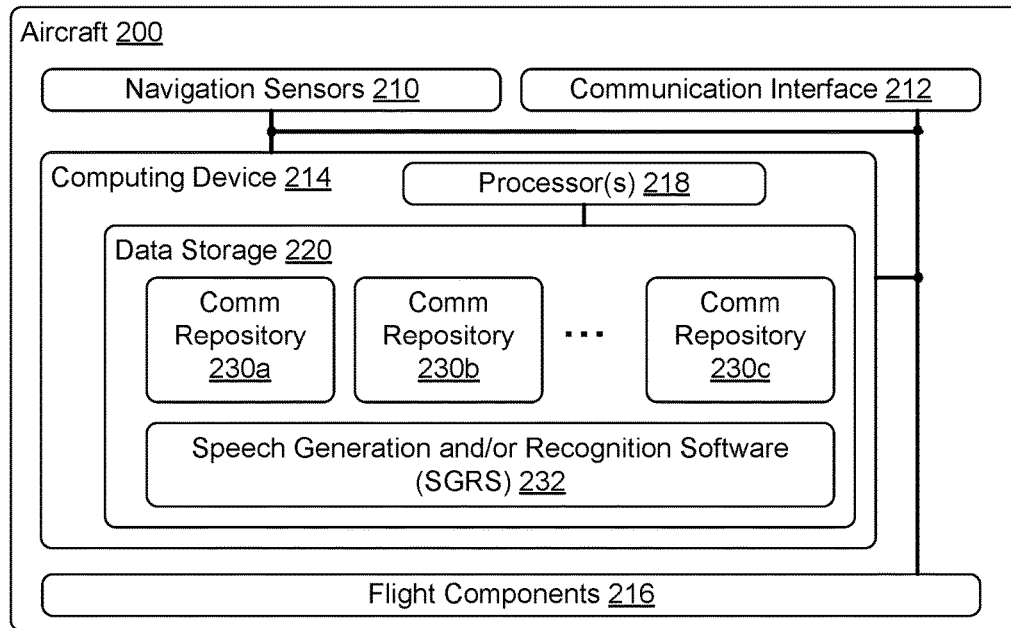 Aircraft 200
Navigation Sensors 210
Communication Interface 212
Computing Device 214
Processor(s) 218
Data Storage 220
Comm
Repository
230a
Comm
Repository
230b
...
Comm
Repository
230c
Speech Generation and/or Recognition Software
(SGRS) 232
Flight Components 216